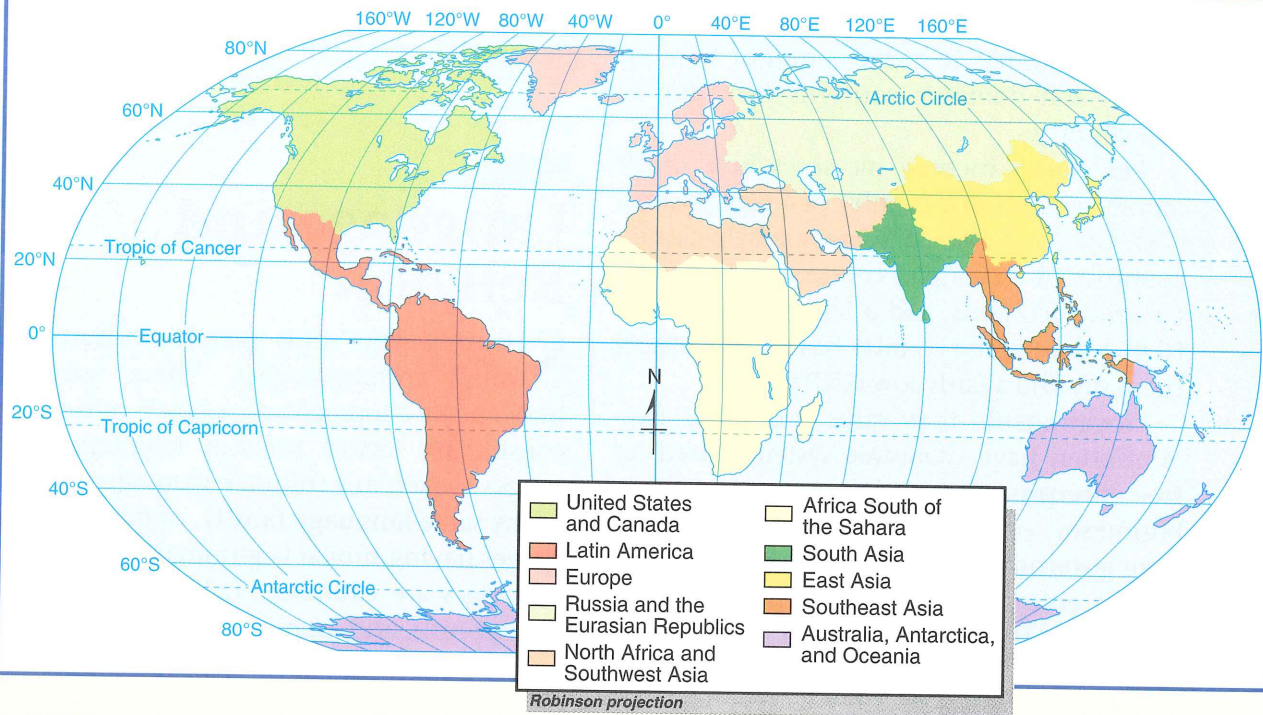 160°W 120°W 80°W 40°W 0° 40°E 80°E 120°E 160°E
80°N
Arctic Circle
60°N
40°N
Tropic of Cancer
20°N
0°
Equator
N
20°S
Tropic of Capricorn
40°S
60°S
Antarctic Circle
80°S
United States
and Canada
Latin America
Europe
Russia and the
Eurasian Republics
North Africa and
Southwest Asia
Africa South of
the Sahara
South Asia
East Asia
Southeast Asia
Australia, Antarctica,
and Oceania
Robinson projection